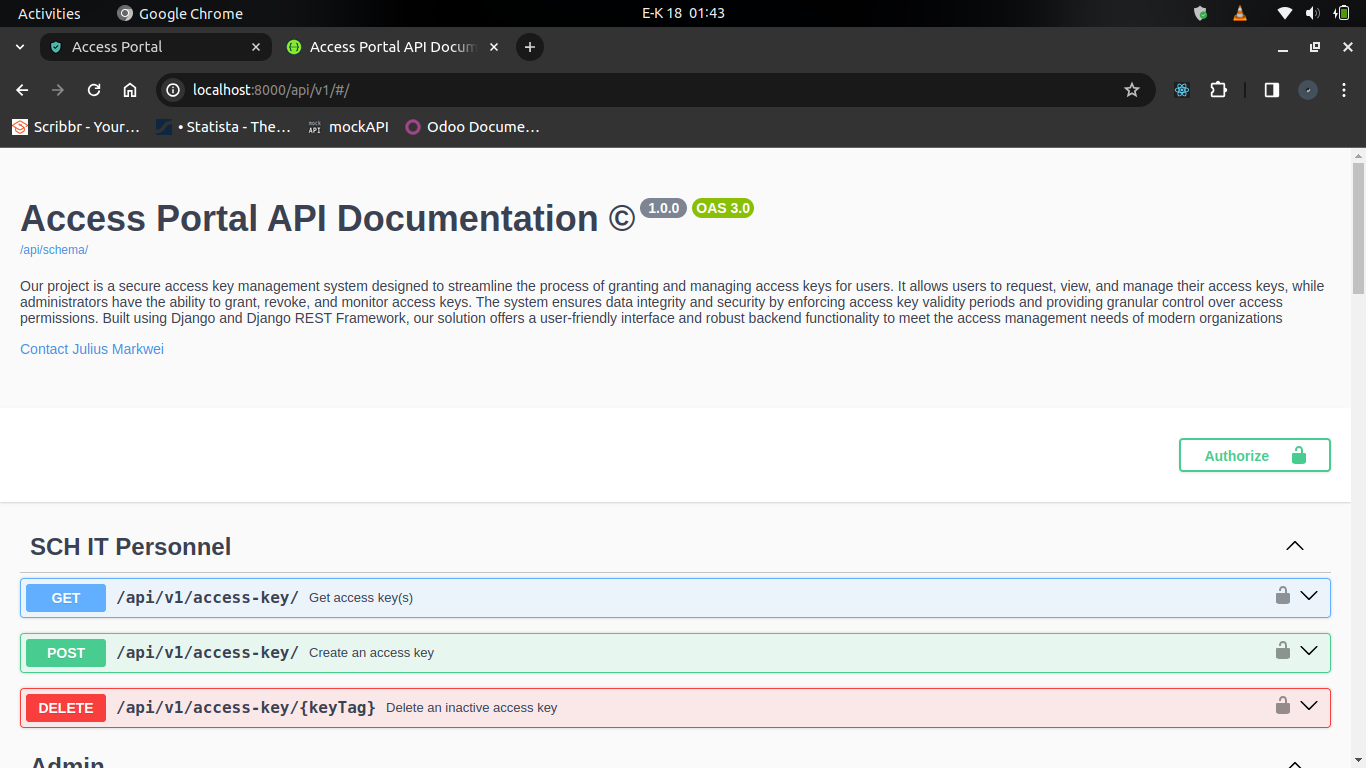 Activities
Google Chrome
E-K 18 01:43
Access Portal
Access Portal API Docum
localhost:8000/api/v1/#/
Scribbr - Your…
• Statista - The…
mock
API
mockAPI
Odoo Docume…
Access Portal API Documentation ©
1.0.0
OAS 3.0
/api/schema/
Our project is a secure access key management system designed to streamline the process of granting and managing access keys for users. It allows users to request, view, and manage their access keys, while
administrators have the ability to grant, revoke, and monitor access keys. The system ensures data integrity and security by enforcing access key validity periods and providing granular control over access
permissions. Built using Django and Django REST Framework, our solution offers a user-friendly interface and robust backend functionality to meet the access management needs of modern organizations
Contact Julius Markwei
Authorize
SCH IT Personnel
GET /api/v1/access-key/ Get access key(s)
POST /api/v1/access-key/ Create an access key
DELETE /api/v1/access-key/{keyTag} Delete an inactive access key
Admin